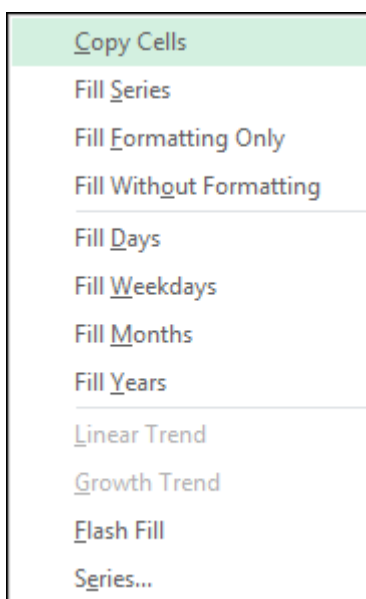 Copy Cells
Fill Series
Fill Formatting Only
Fill Without Formatting
Fill Days
Fill Weekdays
Fill Months
Fill Years
Linear Trend
Growth Trend
Flash Fill
Series...